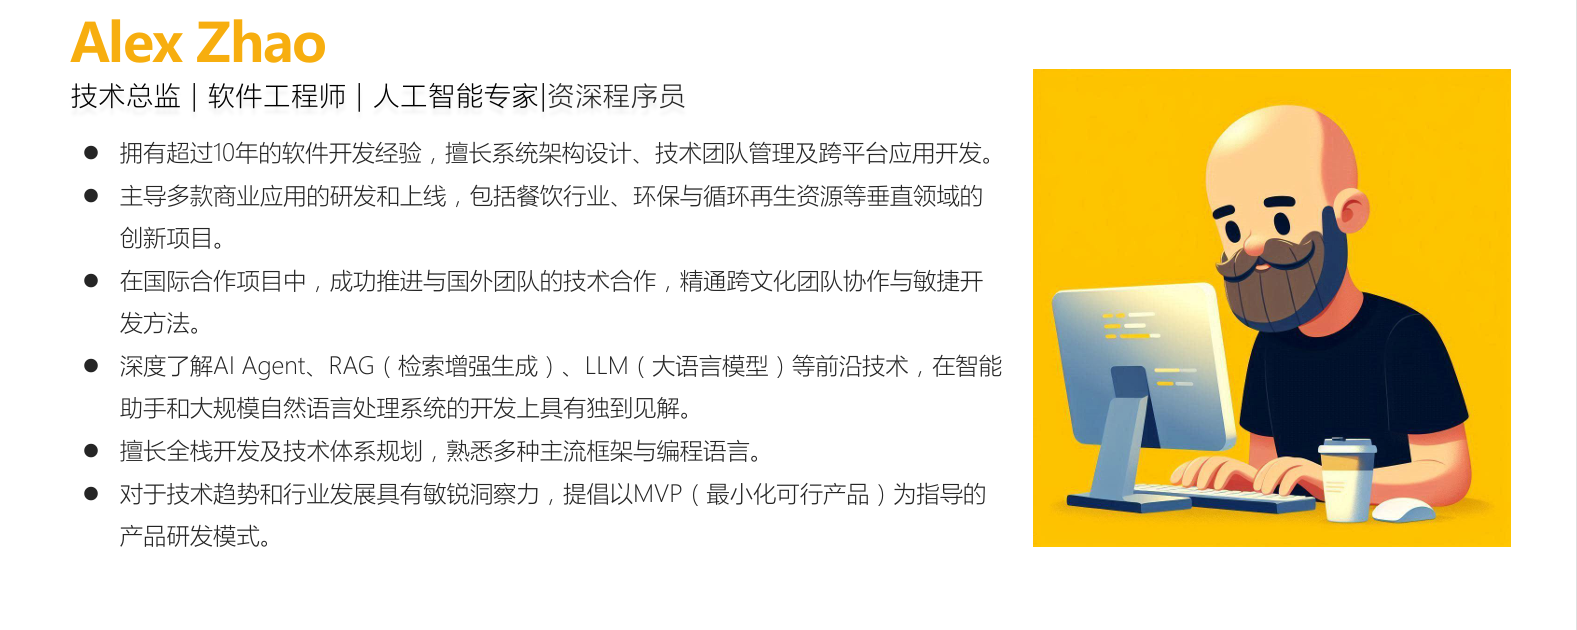 Alex Zhao
技术总监 | 软件工程师 | 人工智能专家|资深程序员
● 拥有超过10年的软件开发经验，擅长系统架构设计、技术团队管理及跨平台应用开发。
● 主导多款商业应用的研发和上线，包括餐饮行业、环保与循环再生资源等垂直领域的
创新项目。
● 在国际合作项目中，成功推进与国外团队的技术合作，精通跨文化团队协作与敏捷开
发方法。
● 深度了解AI Agent、RAG（检索增强生成）、LLM（大语言模型）等前沿技术，在智能
助手和大规模自然语言处理系统的开发上具有独到见解。
● 擅长全栈开发及技术体系规划，熟悉多种主流框架与编程语言。
● 对于技术趋势和行业发展具有敏锐洞察力，提倡以MVP（最小化可行产品）为指导的
产品研发模式。